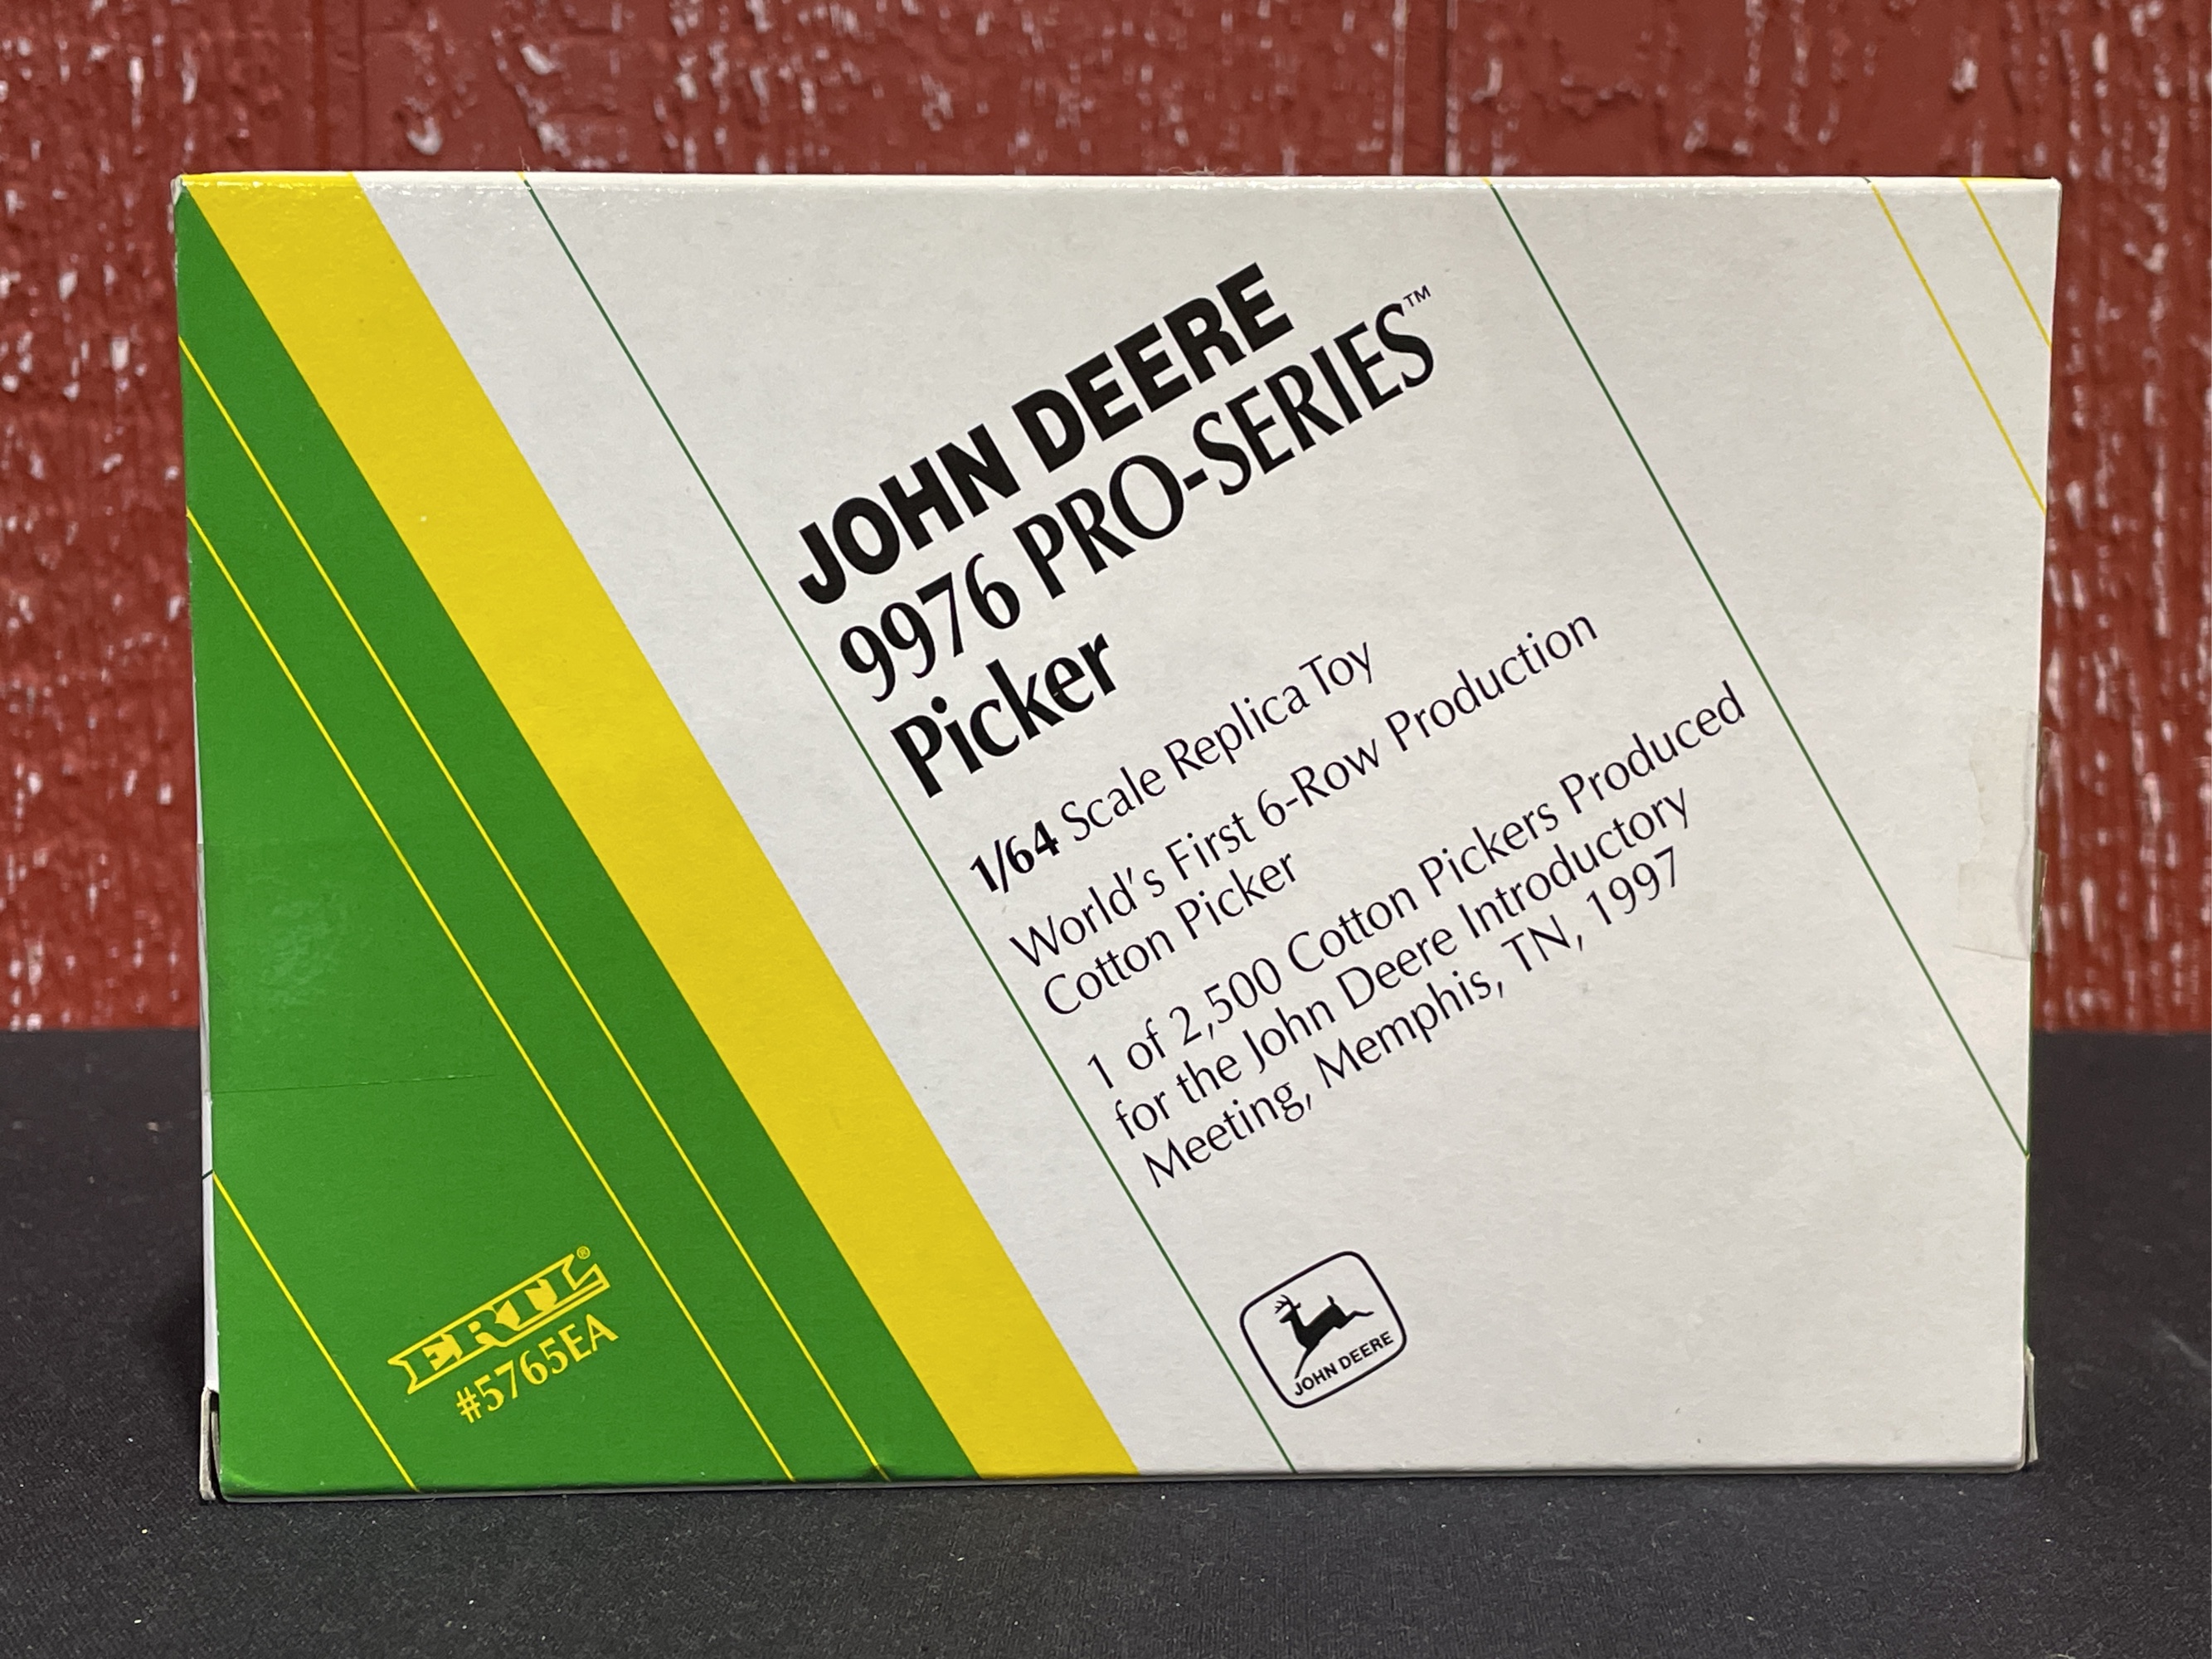 JOHN DEERE
9976 PRO-SERIES™
Picker
1/64 Scale Replica Toy
World's First 6-Row Production
Cotton Picker
1 of 2,500 Cotton Pickers Produced
for the John Deere Introductory
Meeting, Memphis, TN, 1997
ERTL®
#5765EA
JOHN DEERE